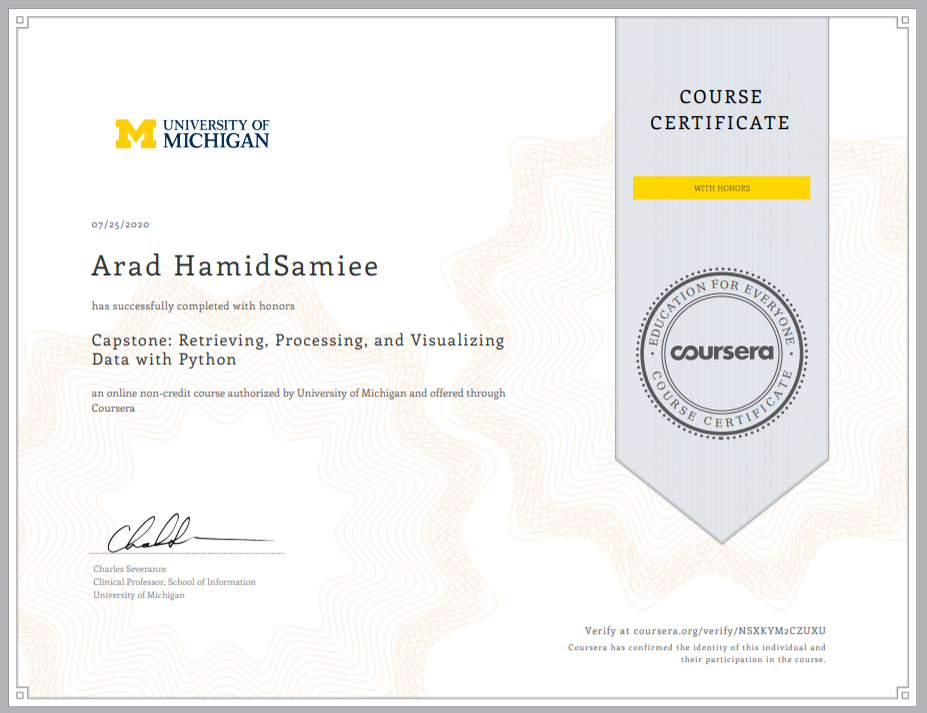 UNIVERSITY OF
MICHIGAN
COURSE
CERTIFICATE
WITH HONORS
07/25/2020
Arad HamidSamiee
has successfully completed with honors
Capstone: Retrieving, Processing, and Visualizing
Data with Python
an online non-credit course authorized by University of Michigan and offered through
Coursera
EDUCATION FOR EVERYONE
coursera
COURSE CERTIFICATE
Charles Severance
Clinical Professor, School of Information
University of Michigan
Verify at coursera.org/verify/NSXKYM2CZUXU
Coursera has confirmed the identity of this individual and
their participation in the course.